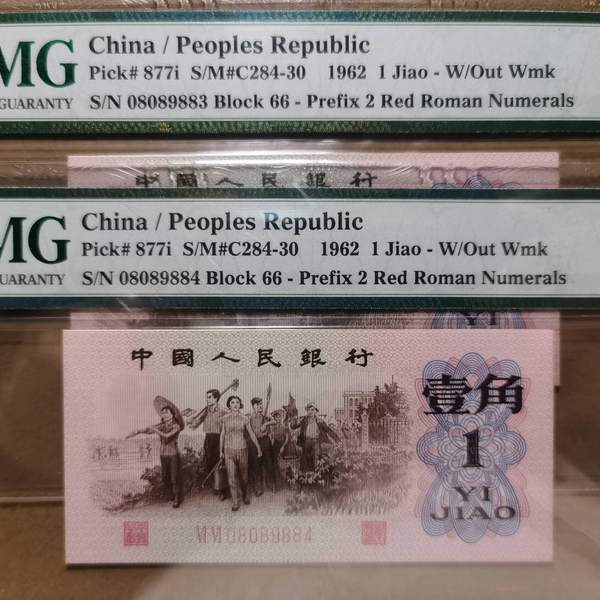 MG
China / Peoples Republic
Pick# 877i S/M#C284-30 1962 1 Jiao - W/Out Wmk
GUARANTY
S/N 08089883 Block 66 - Prefix 2 Red Roman Numerals
中國人民銀行
MG
China / Peoples Republic
Pick# 877i S/M#C284-30 1962 1 Jiao - W/Out Wmk
UARANTY
S/N 08089884 Block 66 - Prefix 2 Red Roman Numerals
中國人民銀行
壹角
1
YI
JIAO
VI VI 08089884